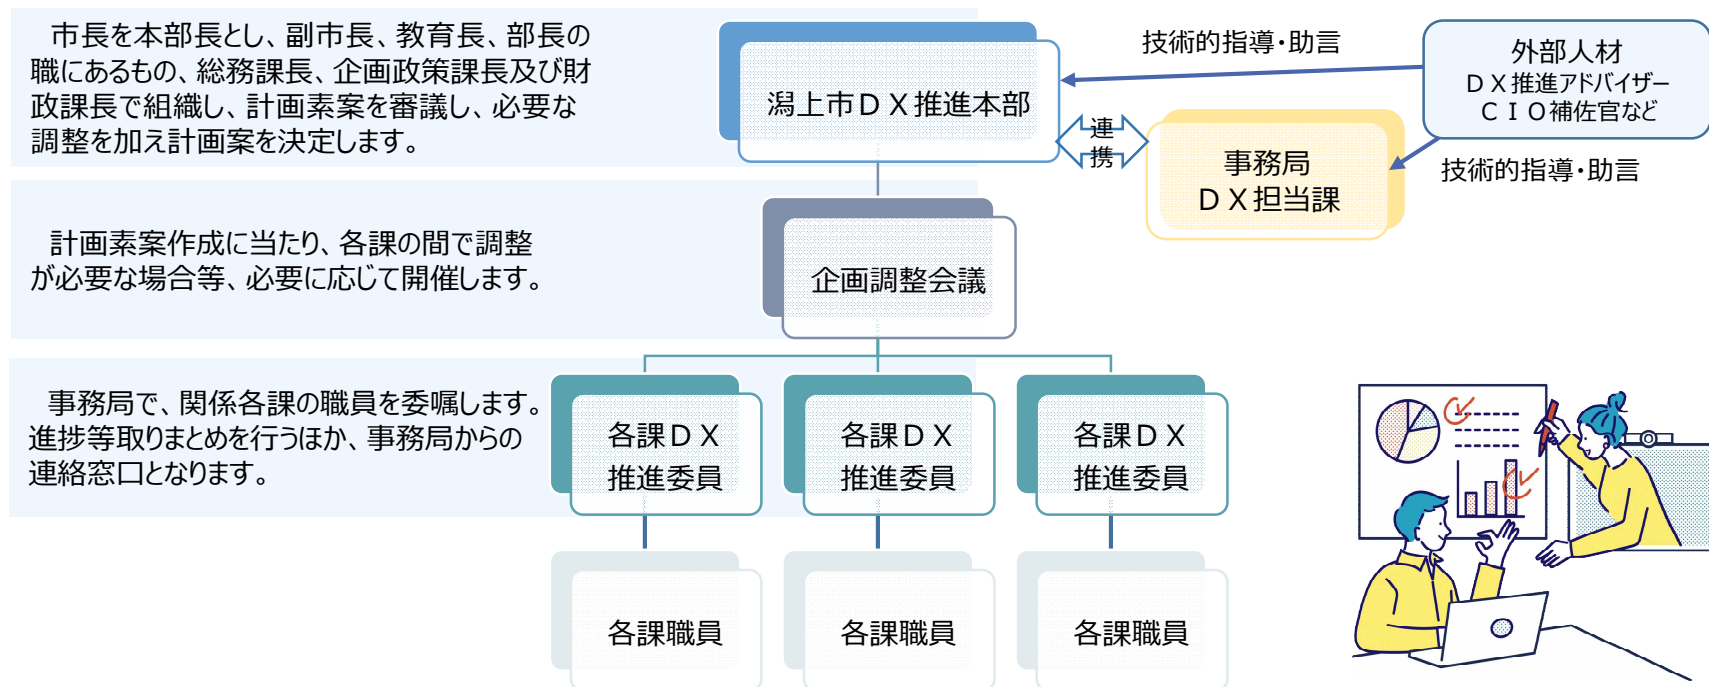 市長を本部長とし、副市長、教育長、部長の
職にあるもの、総務課長、企画政策課長及び財
政課長で組織し、計画素案を審議し、必要な
調整を加え計画案を決定します。
潟上市ＤＸ推進本部
技術的指導・助言
外部人材
ＤＸ推進アドバイザー
ＣＩＯ補佐官など
連
携
事務局
ＤＸ担当課
技術的指導・助言
計画素案作成に当たり、各課の間で調整
が必要な場合等、必要に応じて開催します。
企画調整会議
事務局で、関係各課の職員を委嘱します。
進捗等取りまとめを行うほか、事務局からの
連絡窓口となります。
各課ＤＸ
推進委員
各課ＤＸ
推進委員
各課ＤＸ
推進委員
各課職員
各課職員
各課職員